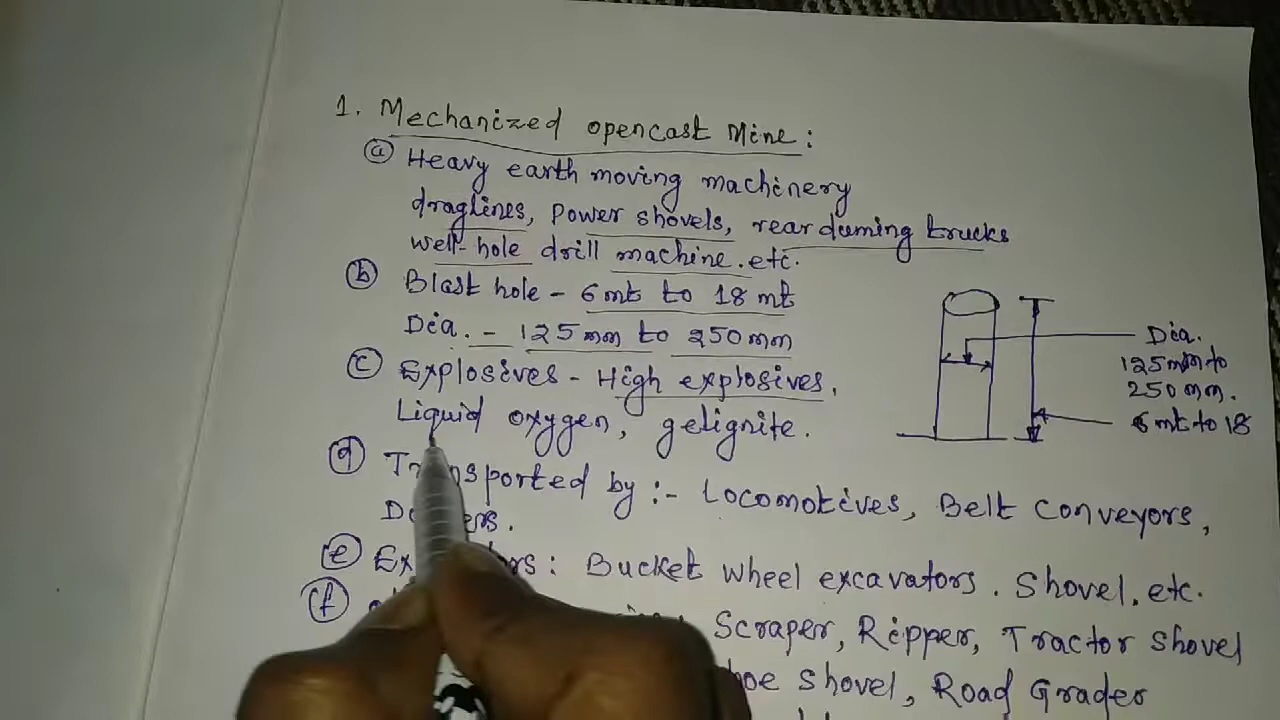 1. Mechanized opencast Mine:
(a) Heavy earth moving machinery
draglines, power shovels, rear duming trucks
well-hole drill machine.etc.
(b) Blast hole - 6mt to 18 mt
Dia. - 125mm to 250mm
(c) Explosives - High explosives,
Liquid oxygen, gelignite.
(d) Transported by :- Locomotives, Belt conveyors,
(e) Bucket wheel excavators. Shovel. etc.
(f) Scraper, Ripper, Tractor shovel
shovel, Road Grader
Dia.
125mm to
250mm.
6 mt to 18